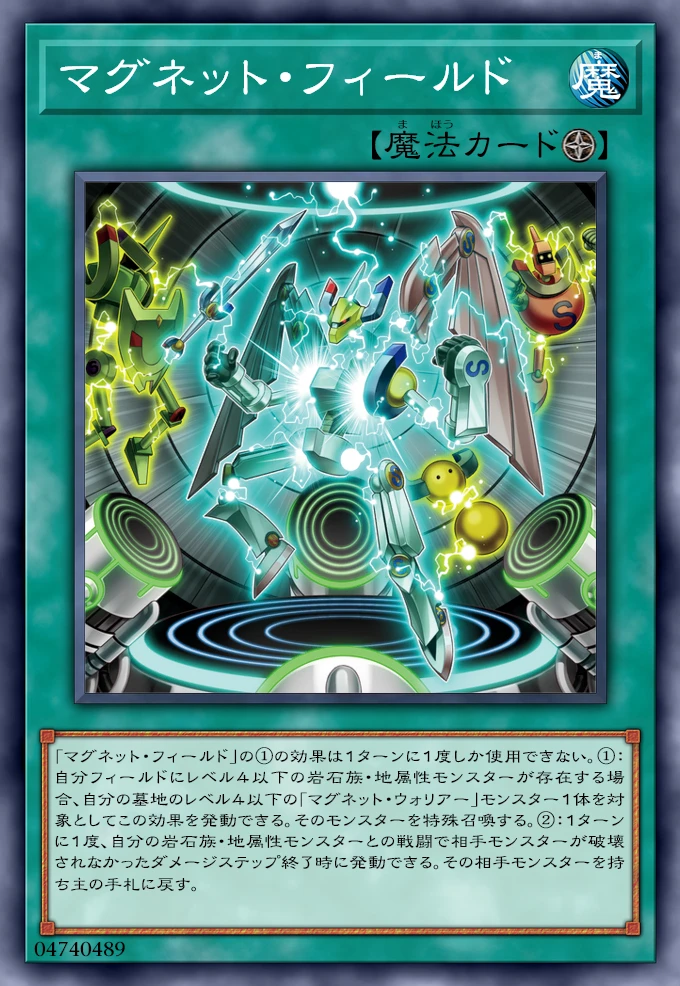 マグネット・フィールド
魔
ま
ま ほう
【魔法カード】
S
S
S
「マグネット・フィールド」の①の効果は1ターンに1度しか使用できない。①:
自分フィールドにレベル4以下の岩石族・地属性モンスターが存在する場
合、自分の墓地のレベル4以下の「マグネット・ウォリアー」モンスター1体を対
象としてこの効果を発動できる。そのモンスターを特殊召喚する。②:1ターン
に1度、自分の岩石族・地属性モンスターとの戦闘で相手モンスターが破壊
されなかったダメージステップ終了時に発動できる。その相手モンスターを持
ち主の手札に戻す。
04740489